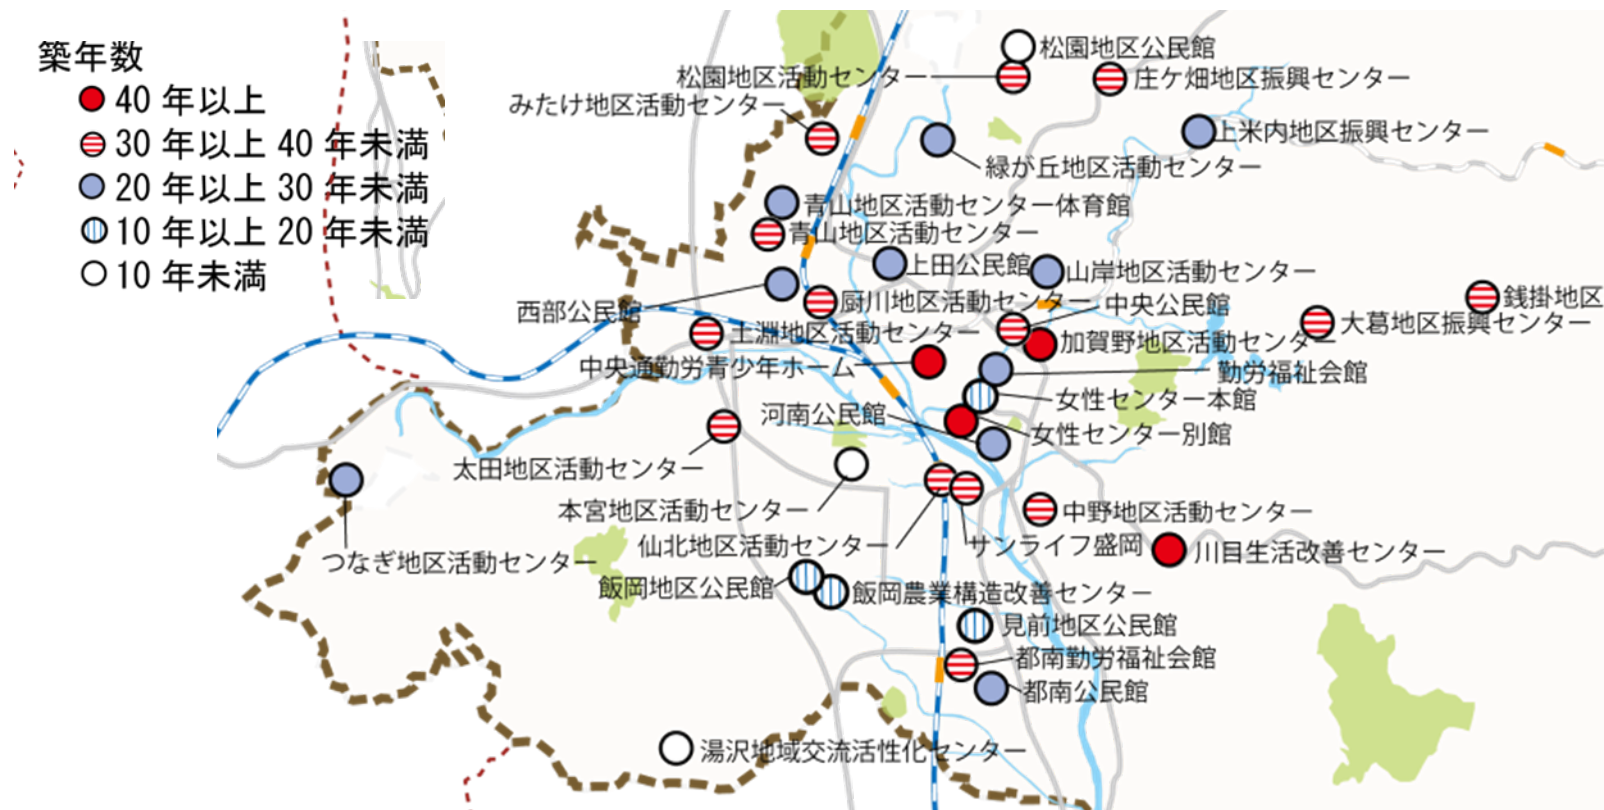 築年数
40 年以上
30 年以上 40 年未満
20 年以上 30 年未満
10 年以上 20 年未満
10 年未満
松園地区公民館
松園地区活動センター
庄ケ畑地区振興センター
みたけ地区活動センター
上米内地区振興センター
緑が丘地区活動センター
青山地区活動センター体育館
青山地区活動センター
上田公民館
山岸地区活動センター
西部公民館
厨川地区活動センター
中央公民館
銭掛地区
大葛地区振興センター
土淵地区活動センター
加賀野地区活動センター
中央通勤労青少年ホーム
勤労福祉会館
女性センター本館
河南公民館
女性センター別館
太田地区活動センター
本宮地区活動センター
中野地区活動センター
仙北地区活動センター
サンライフ盛岡
川目生活改善センター
つなぎ地区活動センター
飯岡地区公民館
飯岡農業構造改善センター
見前地区公民館
都南勤労福祉会館
都南公民館
湯沢地域交流活性化センター